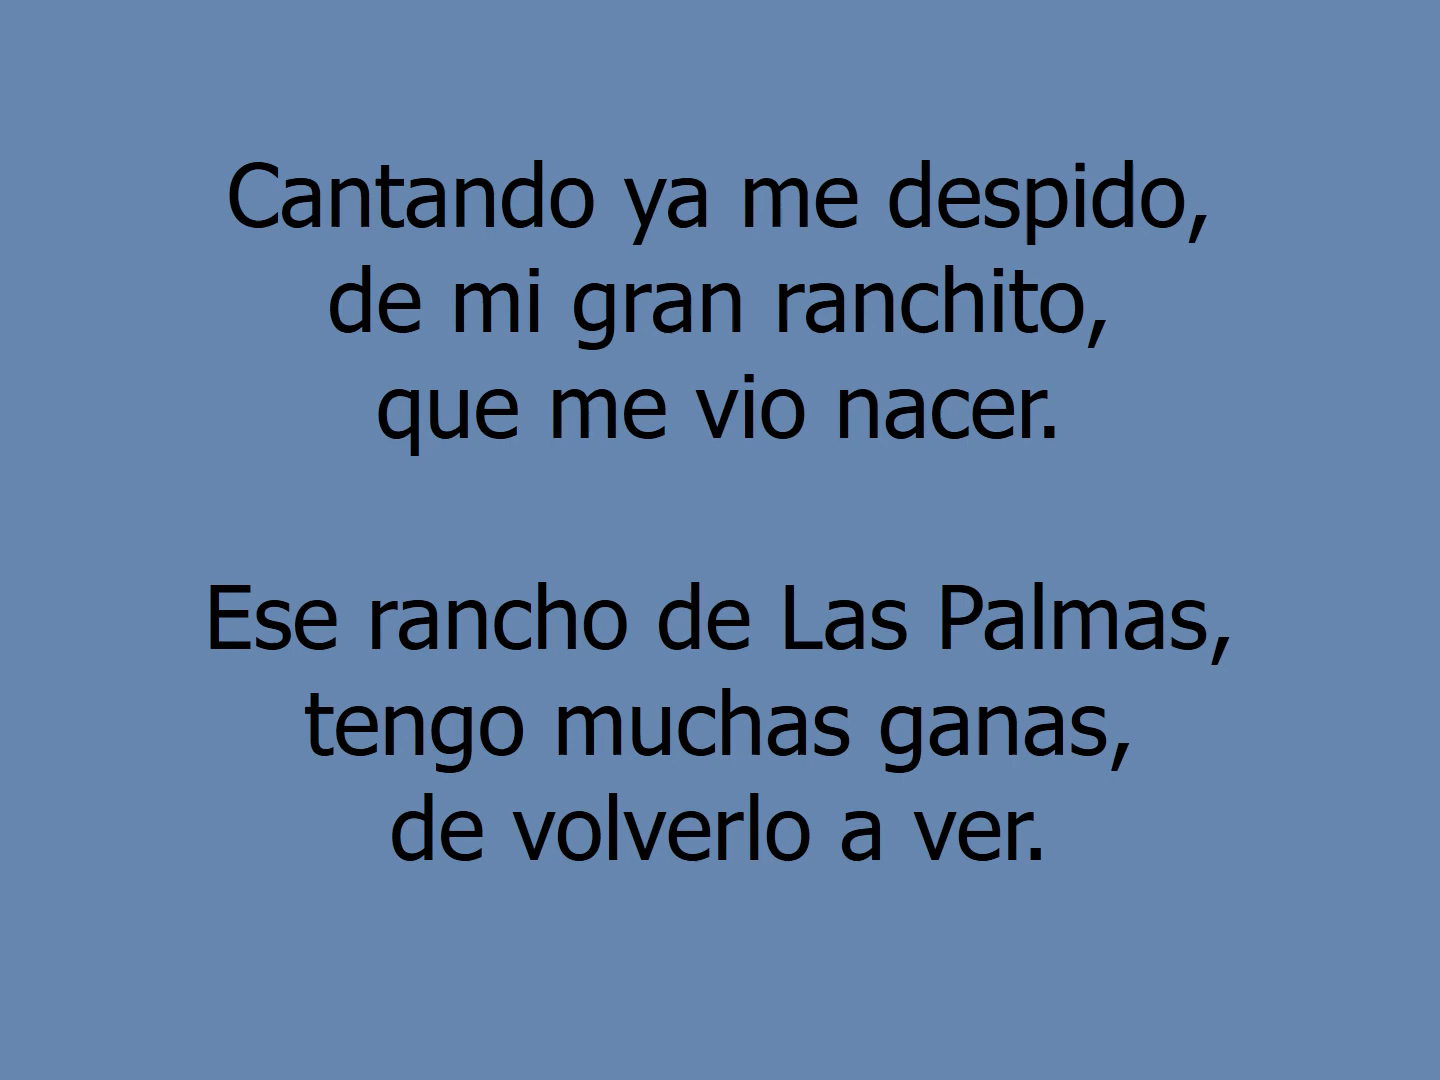 Cantando ya me despido,
de mi gran ranchito,
que me vio nacer.
Ese rancho de Las Palmas,
tengo muchas ganas,
de volverlo a ver.